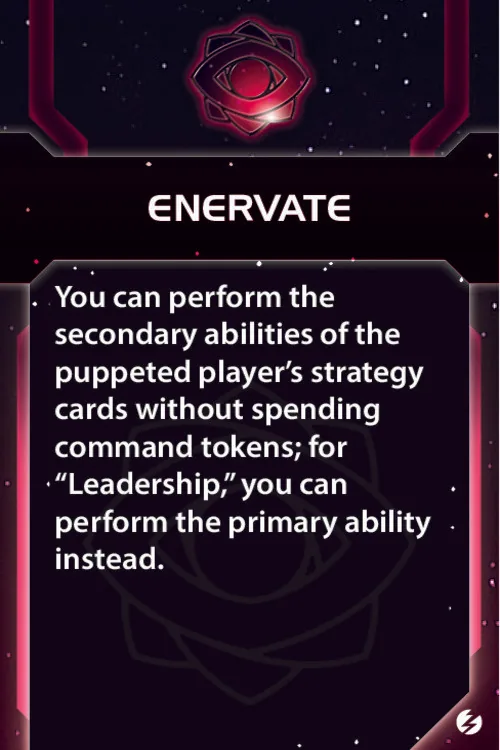 ENERVATE
You can perform the
secondary abilities of the
puppeted player’s strategy
cards without spending
command tokens; for
“Leadership,” you can
perform the primary ability
instead.